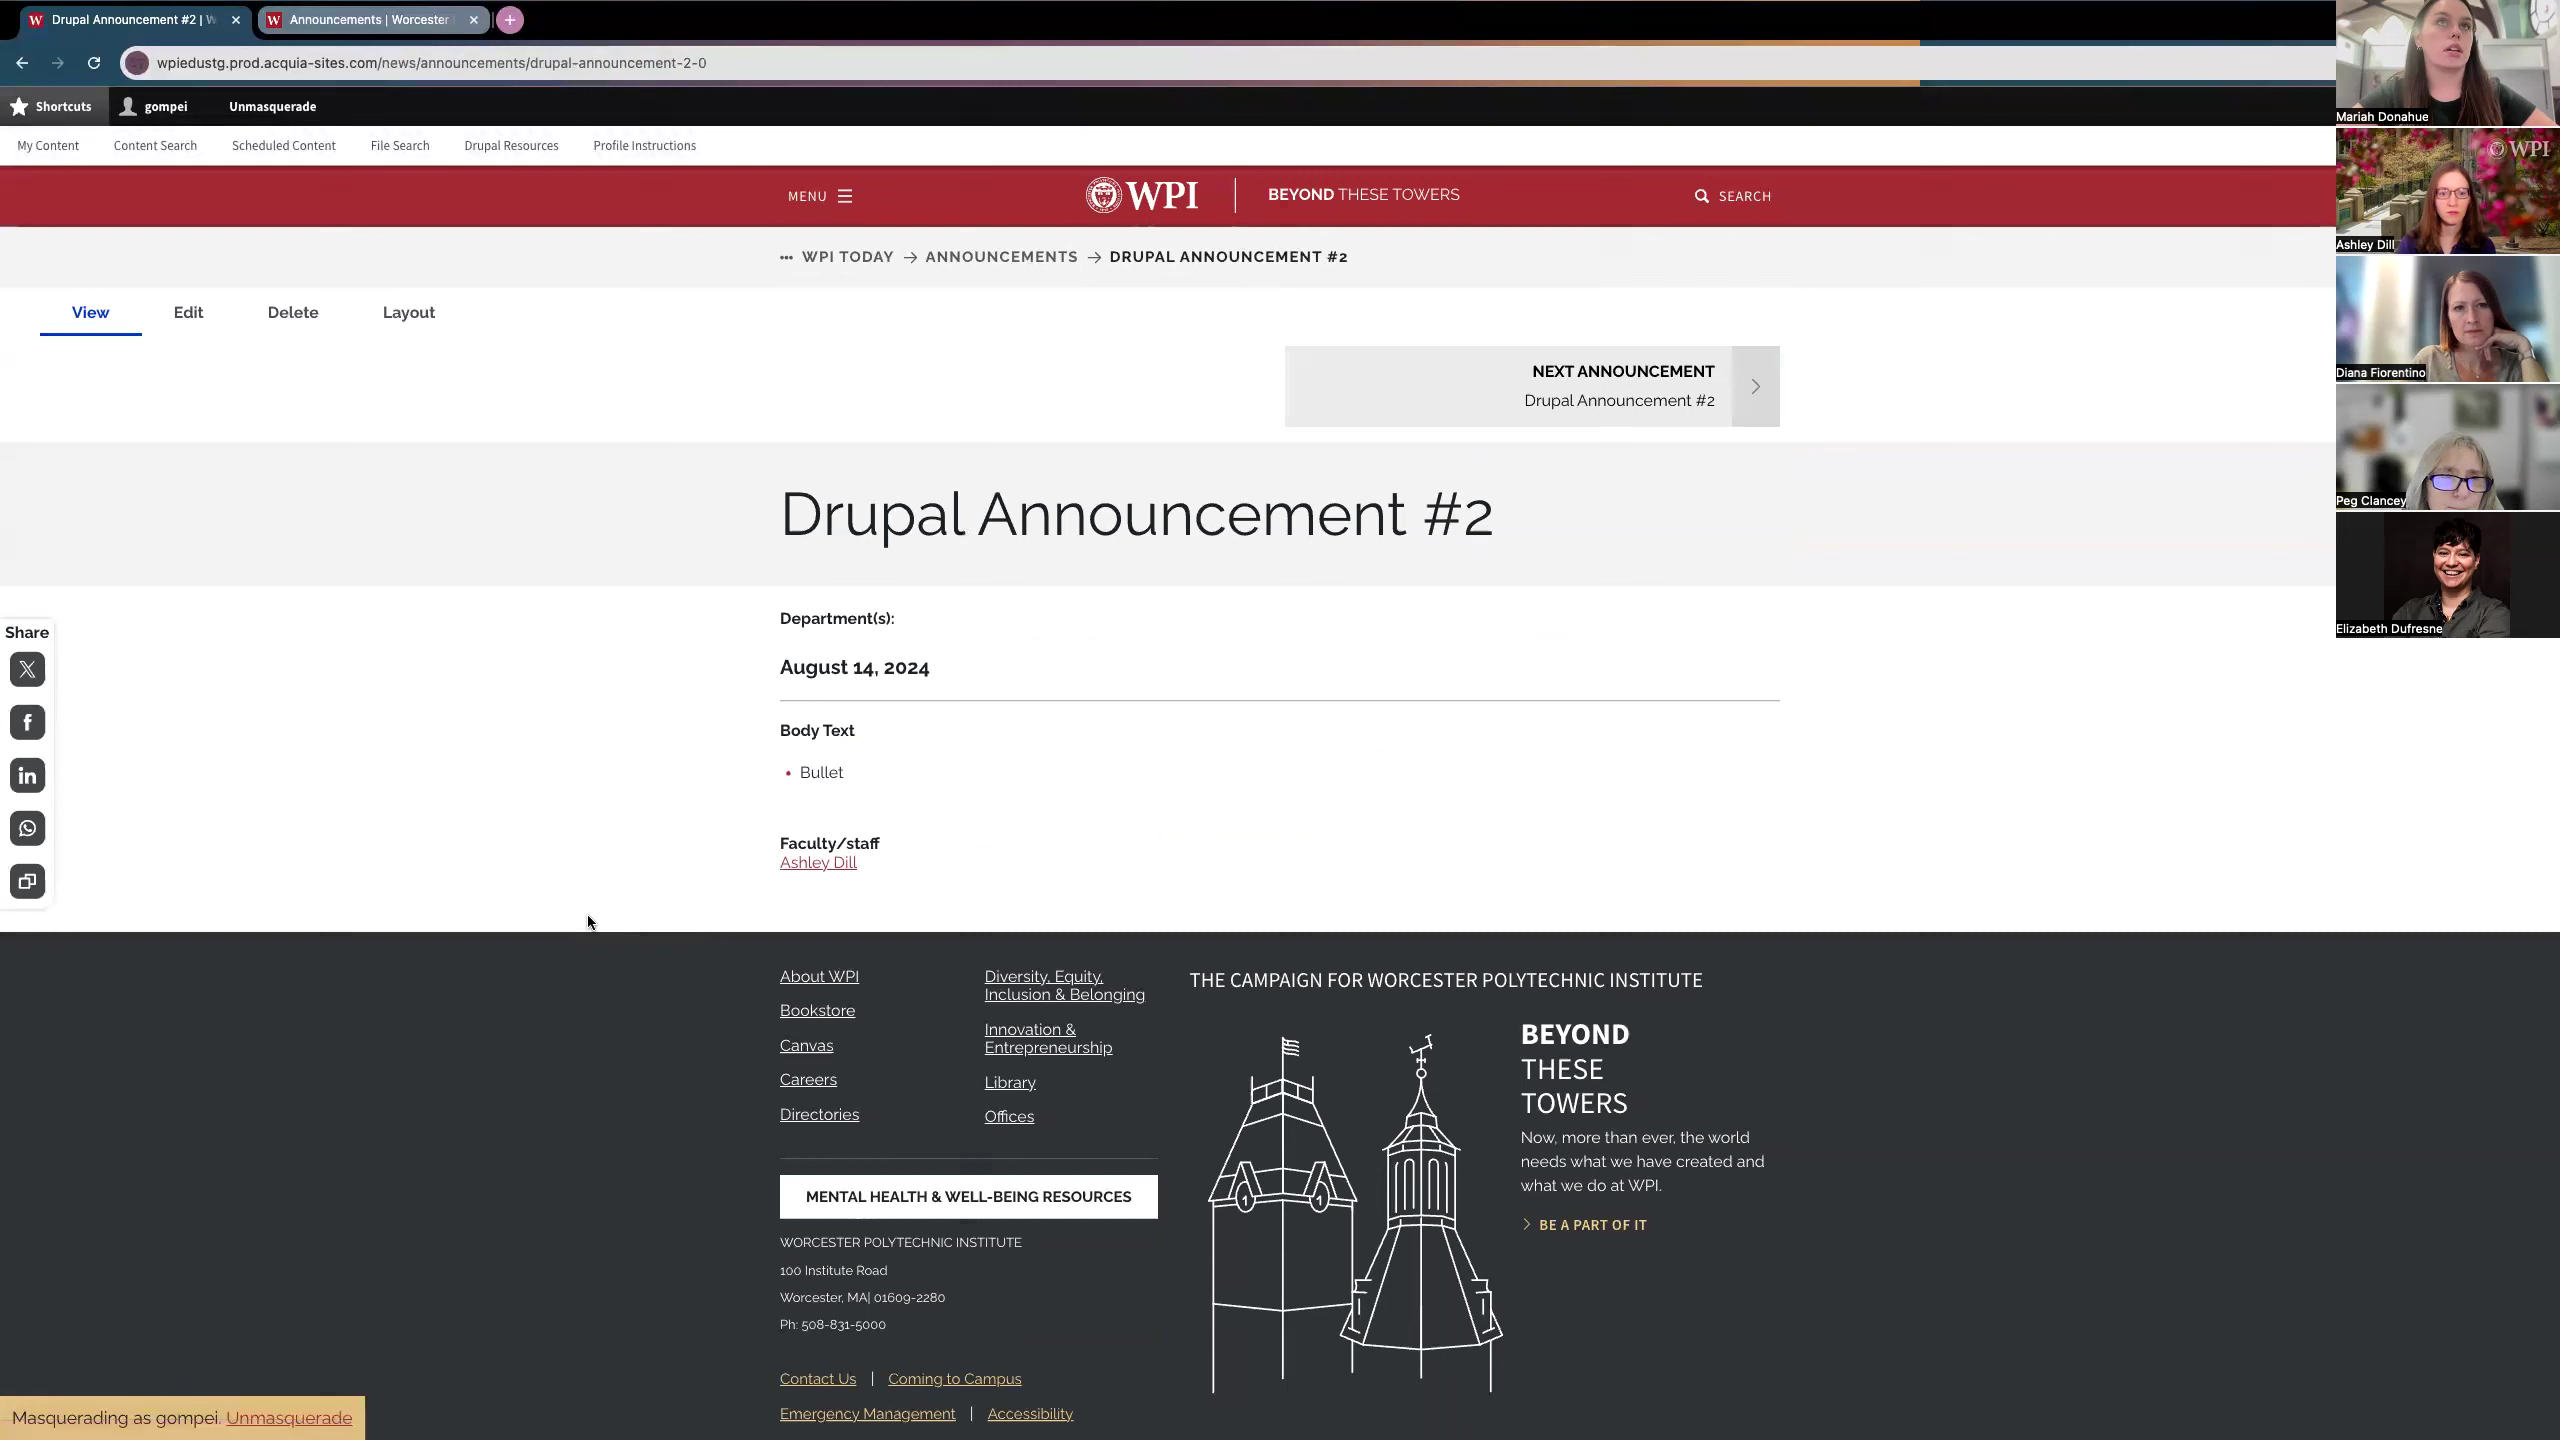 Drupal Announcement #2 | W
Announcements | Worcester
wpiedustg.prod.acquia-sites.com/news/announcements/drupal-announcement-2-0
Shortcuts gompei Unmasquerade
My Content Content Search Scheduled Content File Search Drupal Resources Profile Instructions
MENU WPI BEYOND THESE TOWERS SEARCH
WPI TODAY → ANNOUNCEMENTS → DRUPAL ANNOUNCEMENT #2
View Edit Delete Layout
NEXT ANNOUNCEMENT
Drupal Announcement #2
Drupal Announcement #2
Department(s):
August 14, 2024
Body Text
• Bullet
Faculty/staff
Ashley Dill
Share
Mariah Donahue
WPI
Ashley Dill
Diana Fiorentino
Peg Clancey
Elizabeth Dufresne
About WPI
Bookstore
Canvas
Careers
Directories
Diversity, Equity,
Inclusion & Belonging
Innovation &
Entrepreneurship
Library
Offices
MENTAL HEALTH & WELL-BEING RESOURCES
WORCESTER POLYTECHNIC INSTITUTE
100 Institute Road
Worcester, MA| 01609-2280
Ph: 508-831-5000
Contact Us | Coming to Campus
Emergency Management | Accessibility
THE CAMPAIGN FOR WORCESTER POLYTECHNIC INSTITUTE
BEYOND
THESE
TOWERS
Now, more than ever, the world
needs what we have created and
what we do at WPI.
BE A PART OF IT
Masquerading as gompei. Unmasquerade